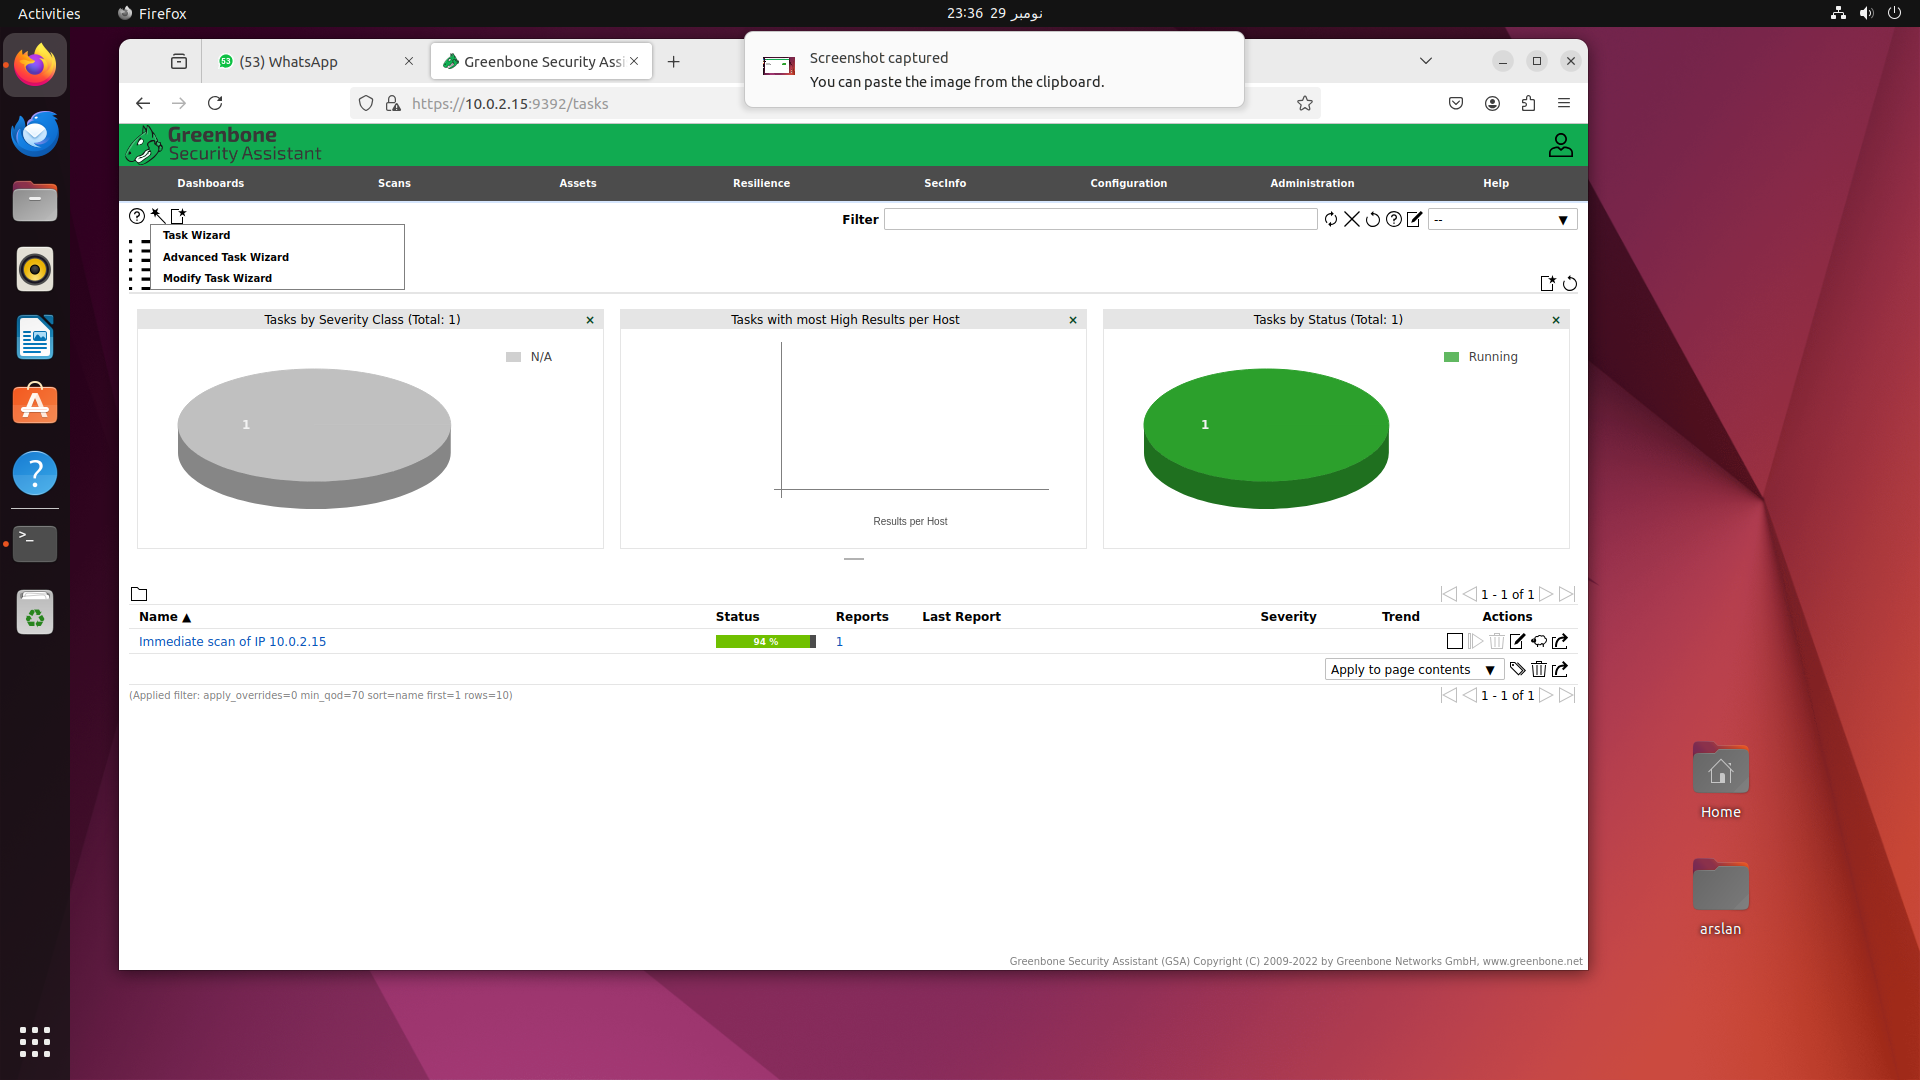 Activities
Firefox
23:36 29 نومبر
(53) WhatsApp
Greenbone Security Assi
Screenshot captured
You can paste the image from the clipboard.
https://10.0.2.15:9392/tasks
Greenbone
Security Assistant
Dashboards
Scans
Assets
Resilience
SecInfo
Configuration
Administration
Help
Filter
--
Task Wizard
Advanced Task Wizard
Modify Task Wizard
Tasks by Severity Class (Total: 1)
N/A
1
Tasks with most High Results per Host
Results per Host
Tasks by Status (Total: 1)
Running
1
1 - 1 of 1
Name ▲ Status Reports Last Report Severity Trend Actions
Immediate scan of IP 10.0.2.15 94 % 1
Apply to page contents ▼
(Applied filter: apply_overrides=0 min_qod=70 sort=name first=1 rows=10)
1 - 1 of 1
Greenbone Security Assistant (GSA) Copyright (C) 2009-2022 by Greenbone Networks GmbH, www.greenbone.net
Home
arslan